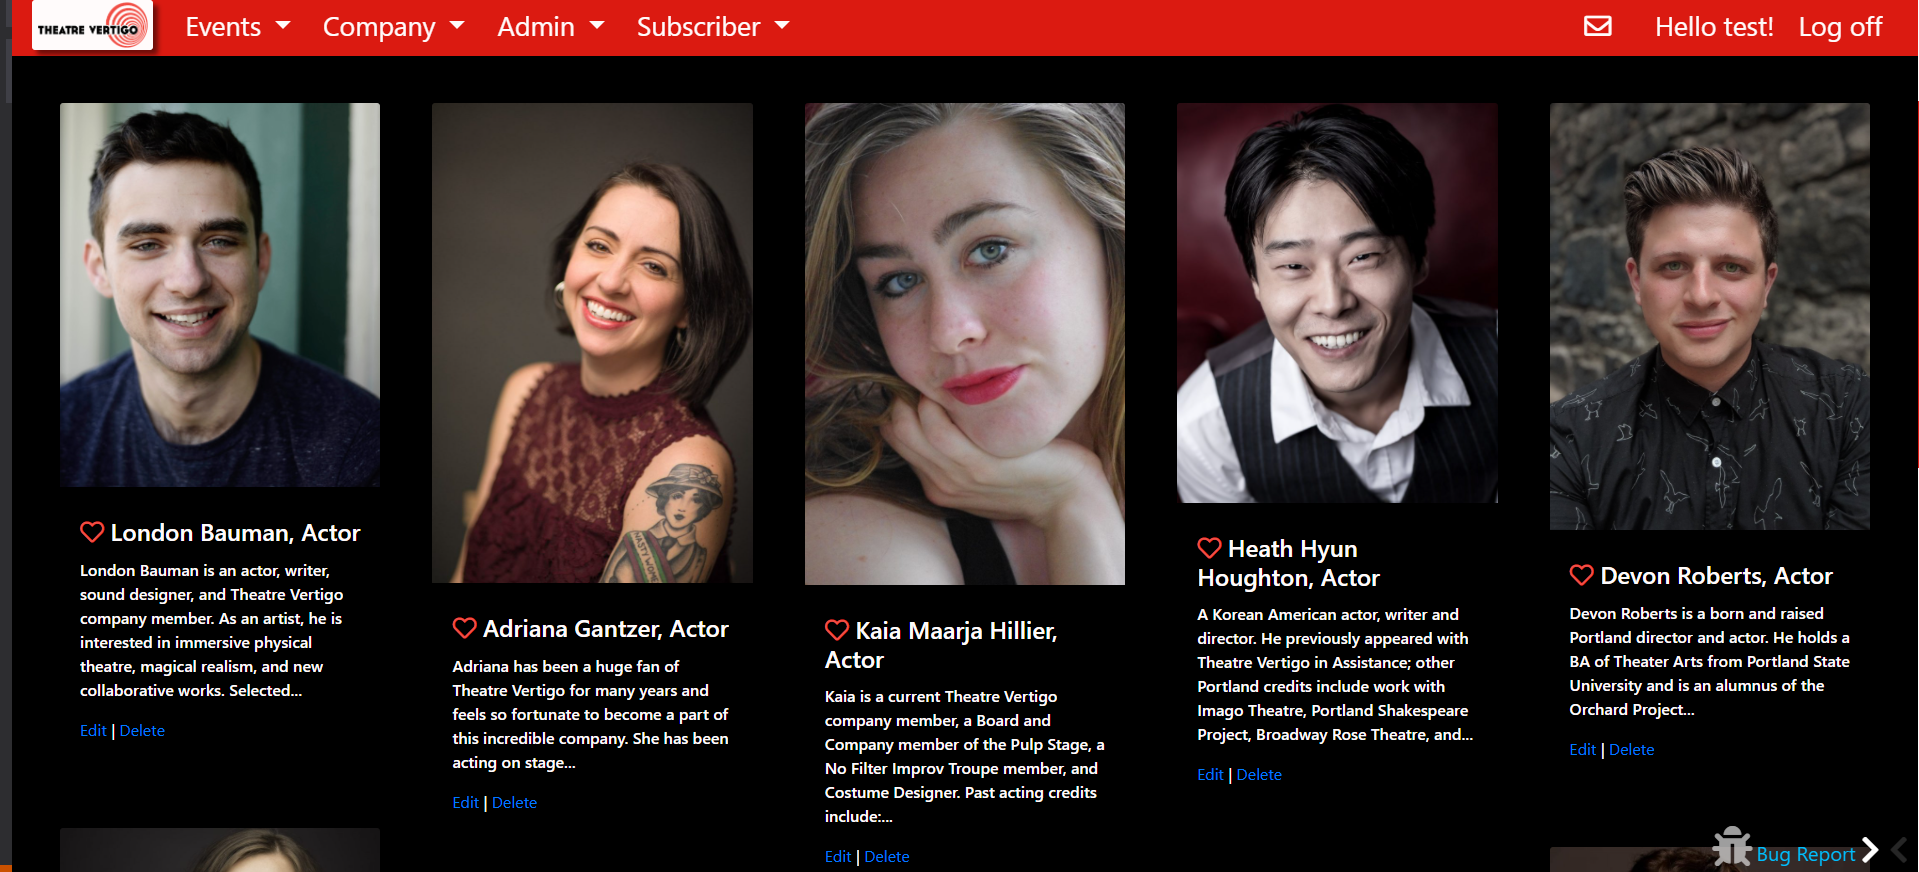 THEATRE VERTIGO
Events
Company
Admin
Subscriber
Hello test!
Log off
London Bauman, Actor
London Bauman is an actor, writer,
sound designer, and Theatre Vertigo
company member. As an artist, he is
interested in immersive physical
theatre, magical realism, and new
collaborative works. Selected...
Edit | Delete
NASTY WOMEN
Adriana Gantzer, Actor
Adriana has been a huge fan of
Theatre Vertigo for many years and
feels so fortunate to become a part of
this incredible company. She has been
acting on stage...
Edit | Delete
Kaia Maarja Hillier,
Actor
Kaia is a current Theatre Vertigo
company member, a Board and
Company member of the Pulp Stage, a
No Filter Improv Troupe member, and
Costume Designer. Past acting credits
include:...
Edit | Delete
Heath Hyun
Houghton, Actor
A Korean American actor, writer and
director. He previously appeared with
Theatre Vertigo in Assistance; other
Portland credits include work with
Imago Theatre, Portland Shakespeare
Project, Broadway Rose Theatre, and...
Edit | Delete
Devon Roberts, Actor
Devon Roberts is a born and raised
Portland director and actor. He holds a
BA of Theater Arts from Portland State
University and is an alumnus of the
Orchard Project...
Edit | Delete
Bug Report